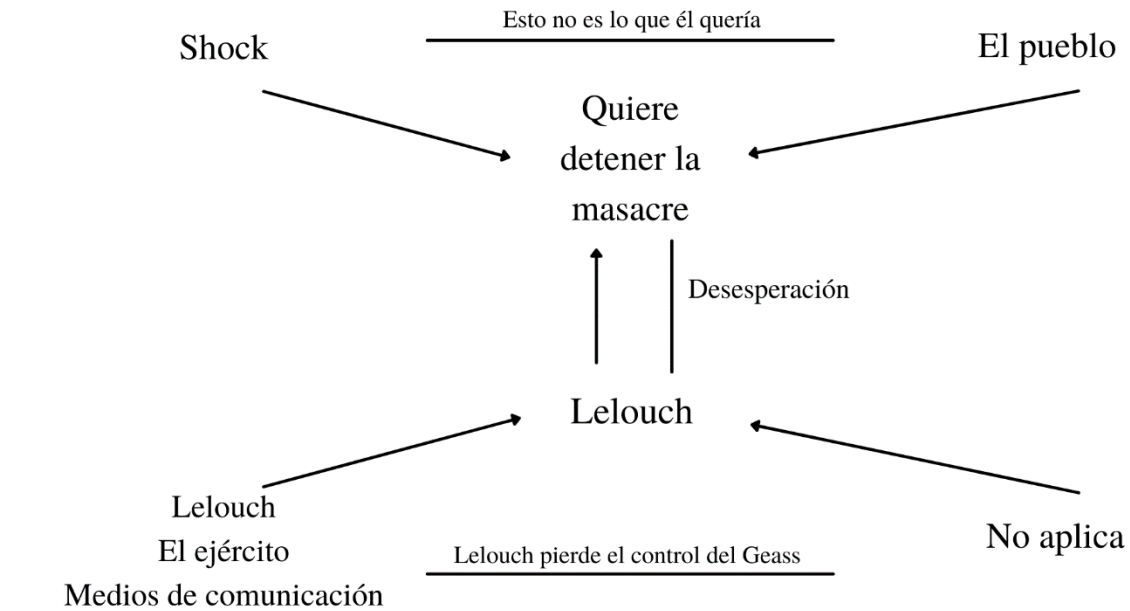 Esto no es lo que él quería
Shock
El pueblo
Quiere
detener la
masacre
Desesperación
Lelouch
Lelouch
El ejército
Medios de comunicación
Lelouch pierde el control del Geass
No aplica